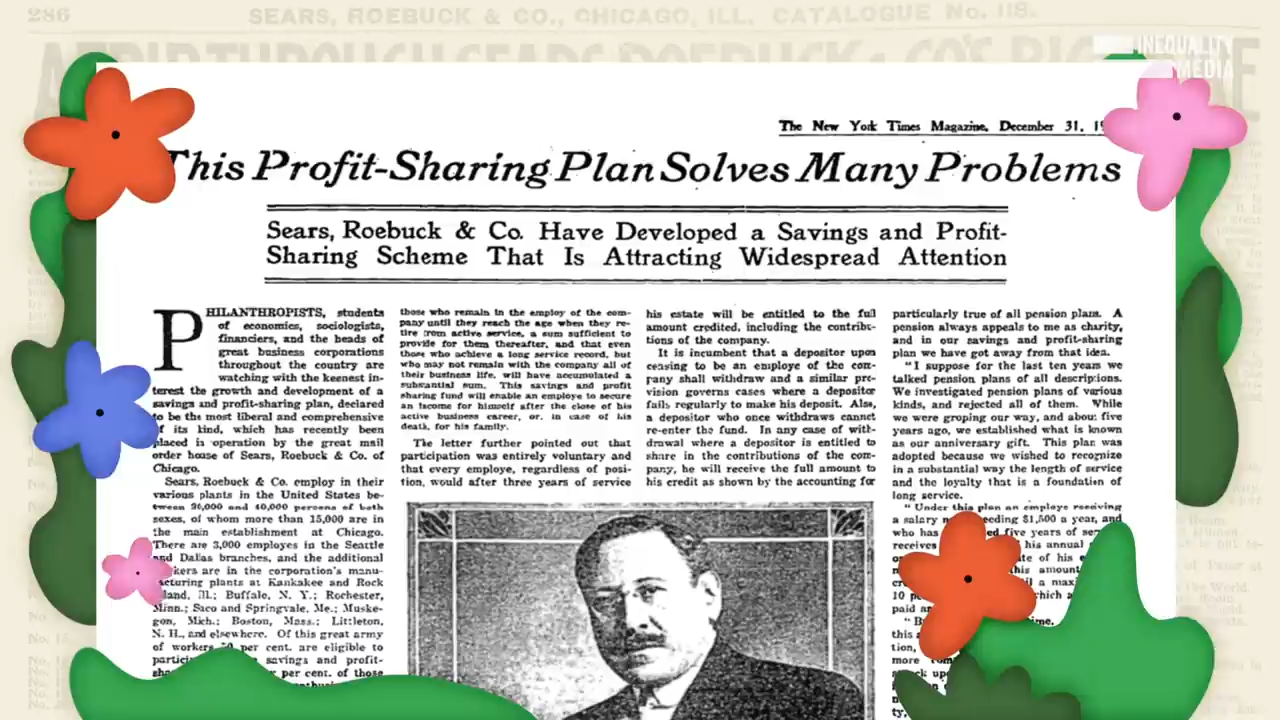 286 SEARS, ROEBUCK & CO., CHICAGO, ILL. CATALOGUE No. 118.
INEQUALITY
MEDIA
The New York Times Magazine, December 31,
This Profit-Sharing Plan Solves Many Problems
Sears, Roebuck & Co. Have Developed a Savings and Profit-
Sharing Scheme That Is Attracting Widespread Attention
PHILANTHROPISTS, students
of economics, sociologists,
financiers, and the heads of
great business corporations
throughout the country are
watching with the keenest in-
terest the growth and development of a
savings and profit-sharing plan, declared
to be the most liberal and comprehensive
of its kind, which has recently been
placed in operation by the great mail
order house of Sears, Roebuck & Co. of
Chicago.
Sears, Roebuck & Co. employ in their
various plants in the United States be-
tween and 40,000 persons of both
sexes, of whom more than 15,000 are in
the main establishment at Chicago.
There are 3,000 employes in the Seattle
and Dallas branches, and the additional
are in the corporation's manu-
facturing plants at Kankakee and Rock
Island, Ill.; Buffalo, N. Y.; Rochester,
Minn.; Saco and Springvale, Me.; Muske-
gon, Mich.; Boston, Mass.; Littleton,
N. H., and elsewhere. Of this great army
of workers per cent. are eligible to
savings and profit-
per cent. of those
those who remain in the employ of the com-
pany until they reach the age when they re-
tire from active service, a sum sufficient to
provide for them thereafter, and that even
those who achieve a long service record, but
who may not remain with the company all of
their business life, will have accumulated a
substantial sum. This savings and profit
sharing fund will enable an employe to secure
an income for himself after the close of his
active business career, or, in case of his
death, for his family.
The letter further pointed out that
participation was entirely voluntary and
that every employe, regardless of posi-
tion, would after three years of service
his estate will be entitled to the full
amount credited, including the contribu-
tions of the company.
It is incumbent that a depositor upon
ceasing to be an employe of the com-
pany shall withdraw and a similar pro-
vision governs cases where a depositor
fails regularly to make his deposit. Also,
a depositor who once withdraws cannot
re-enter the fund. In any case of with-
drawal where a depositor is entitled to
share in the contributions of the com-
pany, he will receive the full amount to
his credit as shown by the accounting for
particularly true of all pension plans. A
pension always appeals to me as charity,
and in our savings and profit-sharing
plan we have got away from that idea.
"I suppose for the last ten years we
talked pension plans of all descriptions.
We investigated pension plans of various
kinds, and rejected all of them. While
we were groping our way, and about five
years ago, we established what is known
as our anniversary gift. This plan was
adopted because we wished to recognize
in a substantial way the length of service
and the loyalty that is a foundation of
long service.
"Under this plan an employe receiving
a salary $1,500 a year, and
who has five years of
receives his annual
of his
this amount
a
10 which
paid
time.
this
tion,
more
up